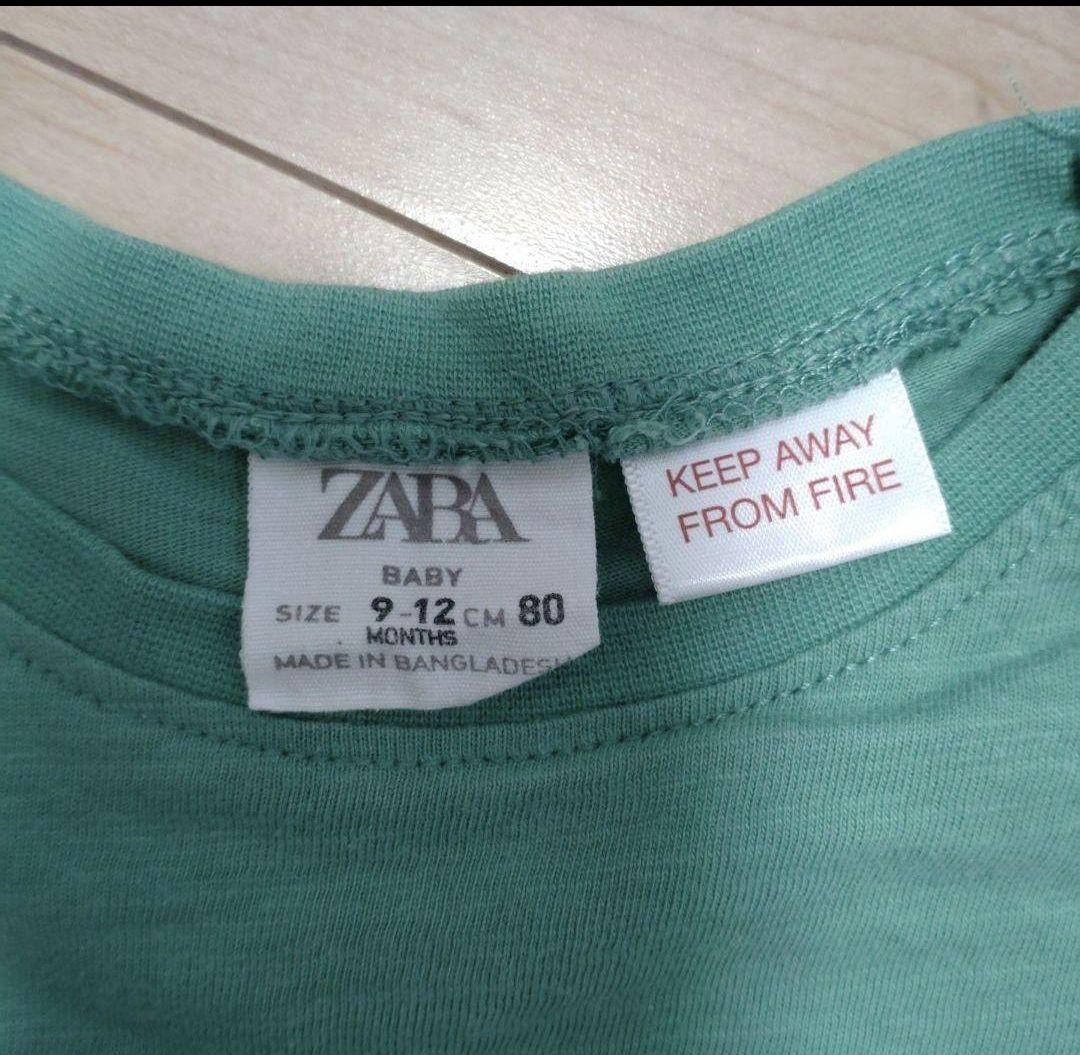 ZARA
BABY
SIZE 9-12 CM 80
MONTHS
MADE IN BANGLADESH
KEEP AWAY
FROM FIRE